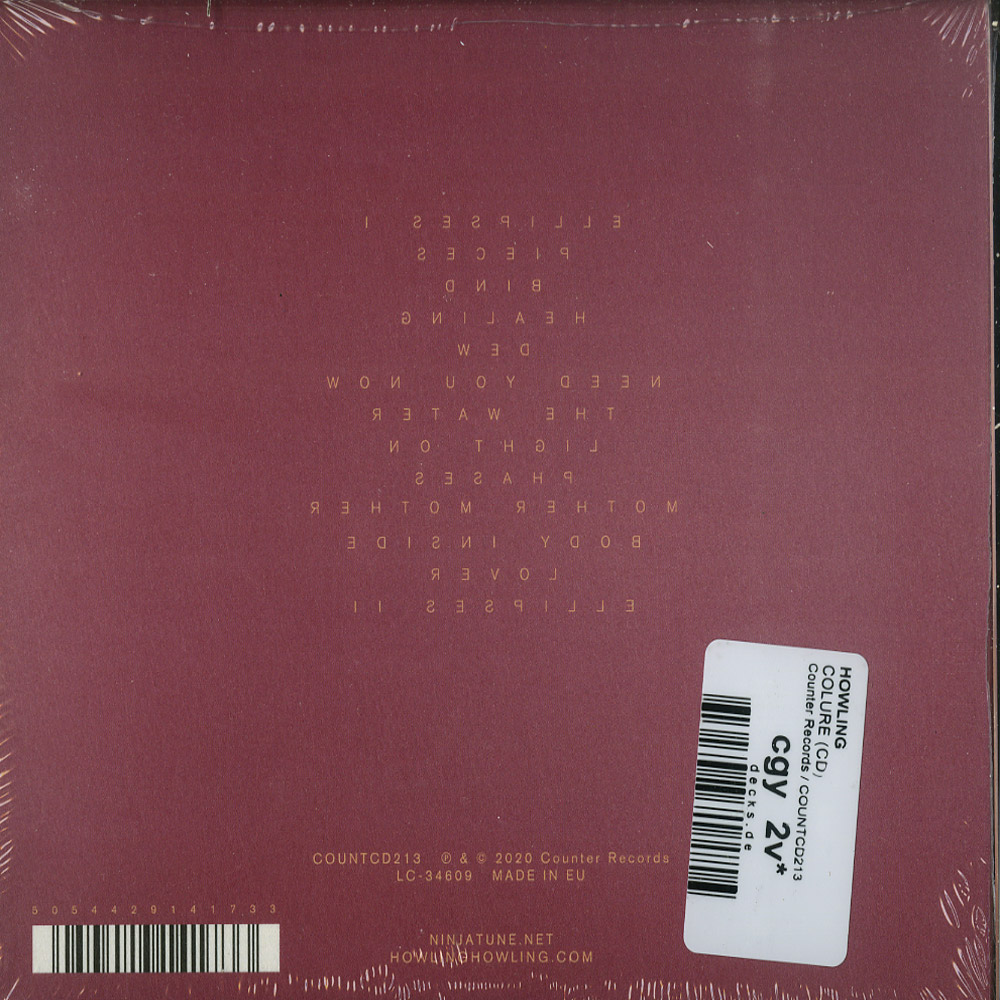 ELLIPSES I
PIECES
BIND
HEALING
DEW
NEED YOU NOW
THE WATER
LIGHT ON
PHASES
MOTHER MOTHER
BODY INSIDE
LOVER
ELLIPSES II
HOWLING
COLURE (CD)
Counter Records / COUNTCD213
cgy 2v*
decks.de
COUNTCD213 ℗ & © 2020 Counter Records
LC-34609 MADE IN EU
5054429141733
NINJATUNE.NET
HOWLINGHOWLING.COM